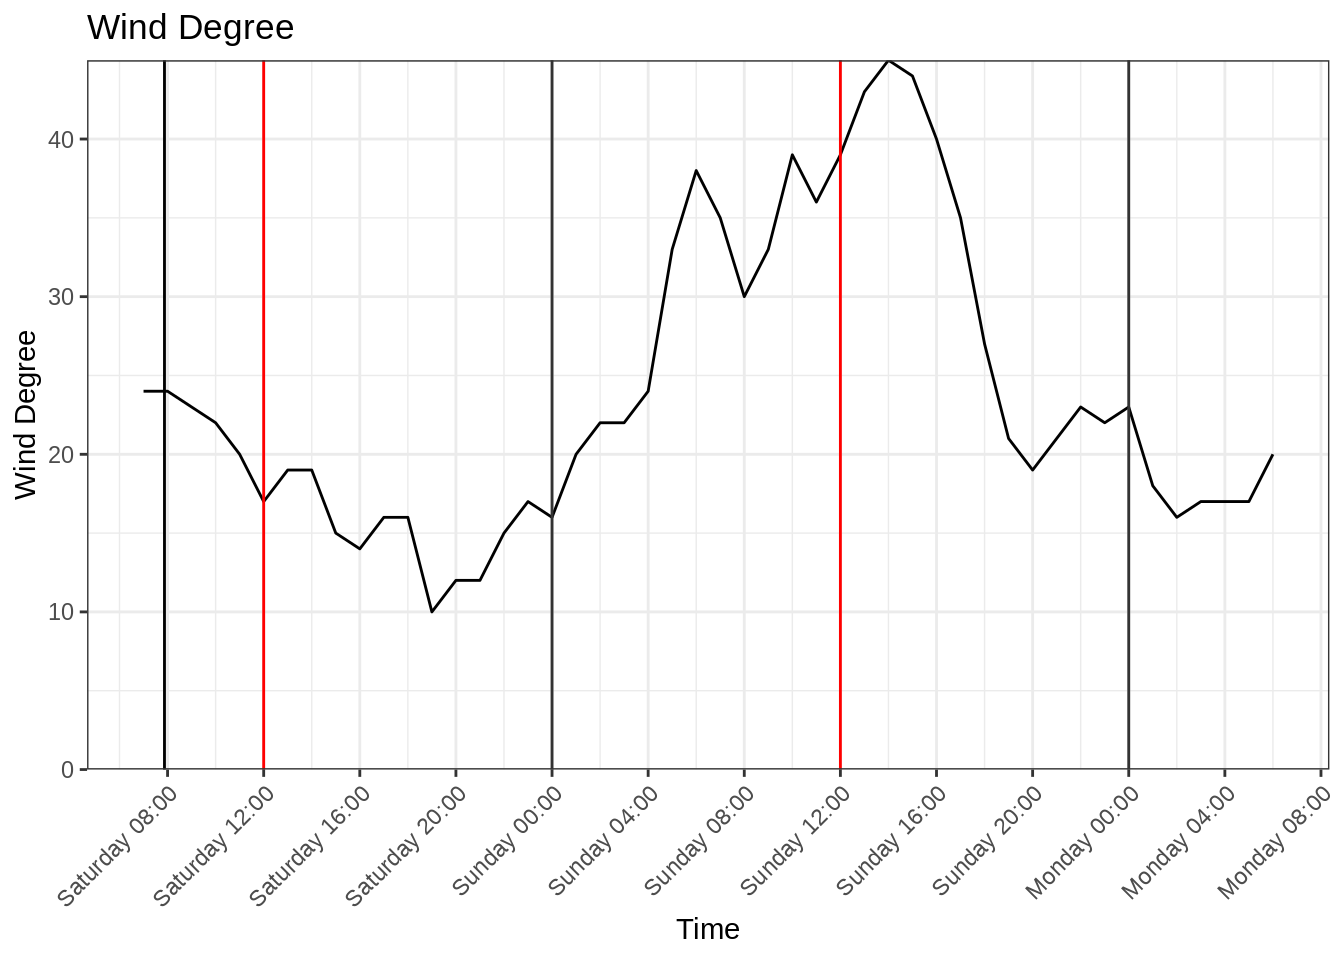 Wind Degree
Wind Degree
40
30
20
10
0
Saturday 08:00
Saturday 12:00
Saturday 16:00
Saturday 20:00
Sunday 00:00
Sunday 04:00
Sunday 08:00
Sunday 12:00
Sunday 16:00
Sunday 20:00
Monday 00:00
Monday 04:00
Monday 08:00
Time